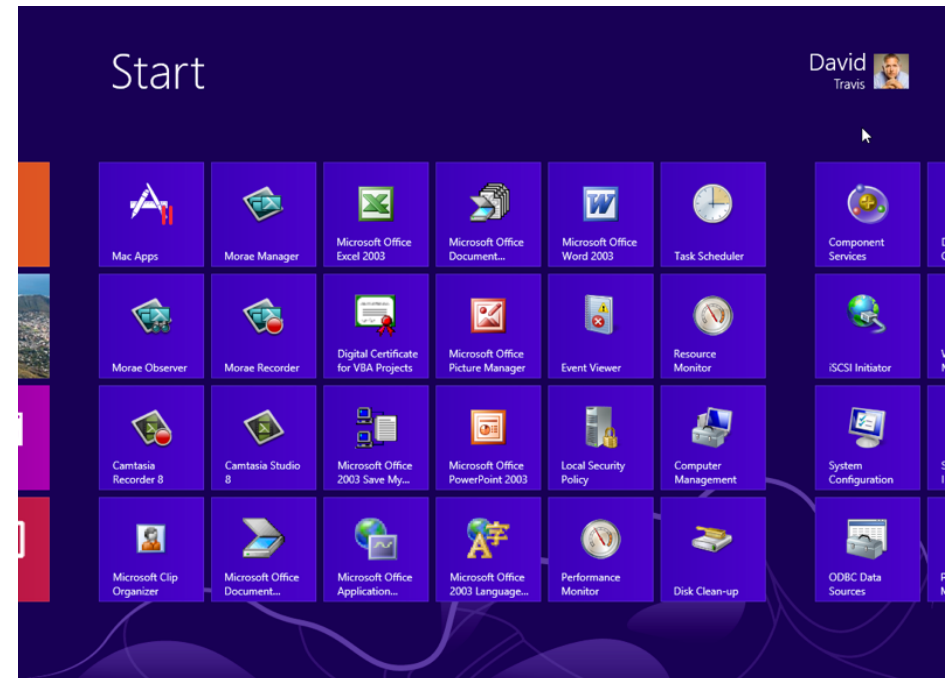 Start
David
Travis
Mac Apps
Morae Manager
Microsoft Office
Excel 2003
Microsoft Office
Document...
Microsoft Office
Word 2003
Task Scheduler
Component
Services
Morae Observer
Morae Recorder
Digital Certificate
for VBA Projects
Microsoft Office
Picture Manager
Event Viewer
Resource
Monitor
iSCSI Initiator
Camtasia
Recorder 8
Camtasia Studio
8
Microsoft Office
2003 Save My...
Microsoft Office
PowerPoint 2003
Local Security
Policy
Computer
Management
System
Configuration
Microsoft Clip
Organizer
Microsoft Office
Document...
Microsoft Office
Application...
字
A
Microsoft Office
2003 Language...
Performance
Monitor
Disk Clean-up
ODBC Data
Sources